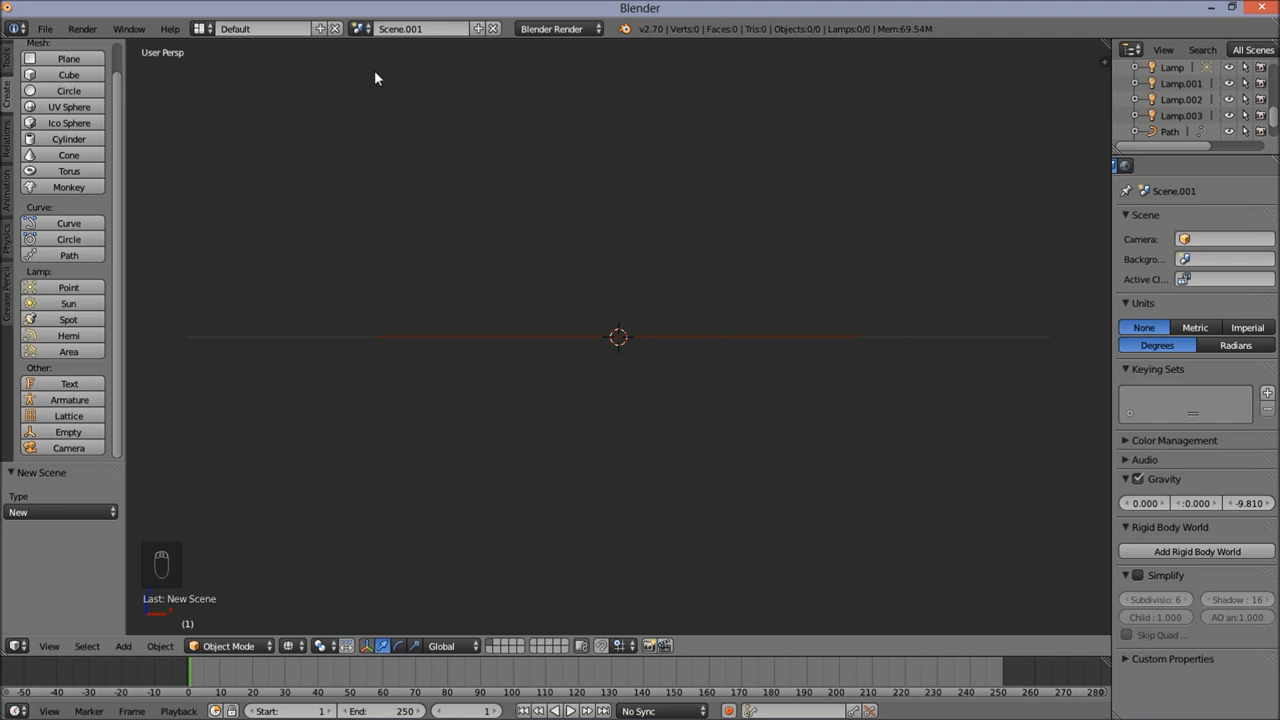 Blender
File Render Window Help Default Scene.001 Blender Render v2.70 | Verts:0 | Faces:0 | Tris:0 | Objects:0/0 | Lamps:0/0 | Mem:69.54M
Mesh:
Plane
Cube
Circle
UV Sphere
Ico Sphere
Cylinder
Cone
Torus
Monkey
Curve:
Curve
Circle
Path
Lamp:
Point
Sun
Spot
Hemi
Area
Other:
Text
Armature
Lattice
Empty
Camera
New Scene
Type
New
Tools
Create
Relations
Animation
Physics
Grease Pencil
User Persp
Last: New Scene
(1)
View Select Add Object Object Mode Global
-50 -40 -30 -20 -10 0 10 20 30 40 50 60 70 80 90 100 110 120 130 140 150 160 170 180 190 200 210 220 230 240 250 260 270 280
View Marker Frame Playback Start: 1 End: 250 1 No Sync
View Search All Scenes
Lamp
Lamp.001
Lamp.002
Lamp.003
Path
Scene.001
Scene
Camera:
Backgro...
Active Cl...
Units
None Metric Imperial
Degrees Radians
Keying Sets
Color Management
Audio
Gravity
0.000 :0.000 -9.810
Rigid Body World
Add Rigid Body World
Simplify
Subdivisio: 6 Shadow : 16
Child : 1.000 AO an:1.000
Skip Quad ...
Custom Properties